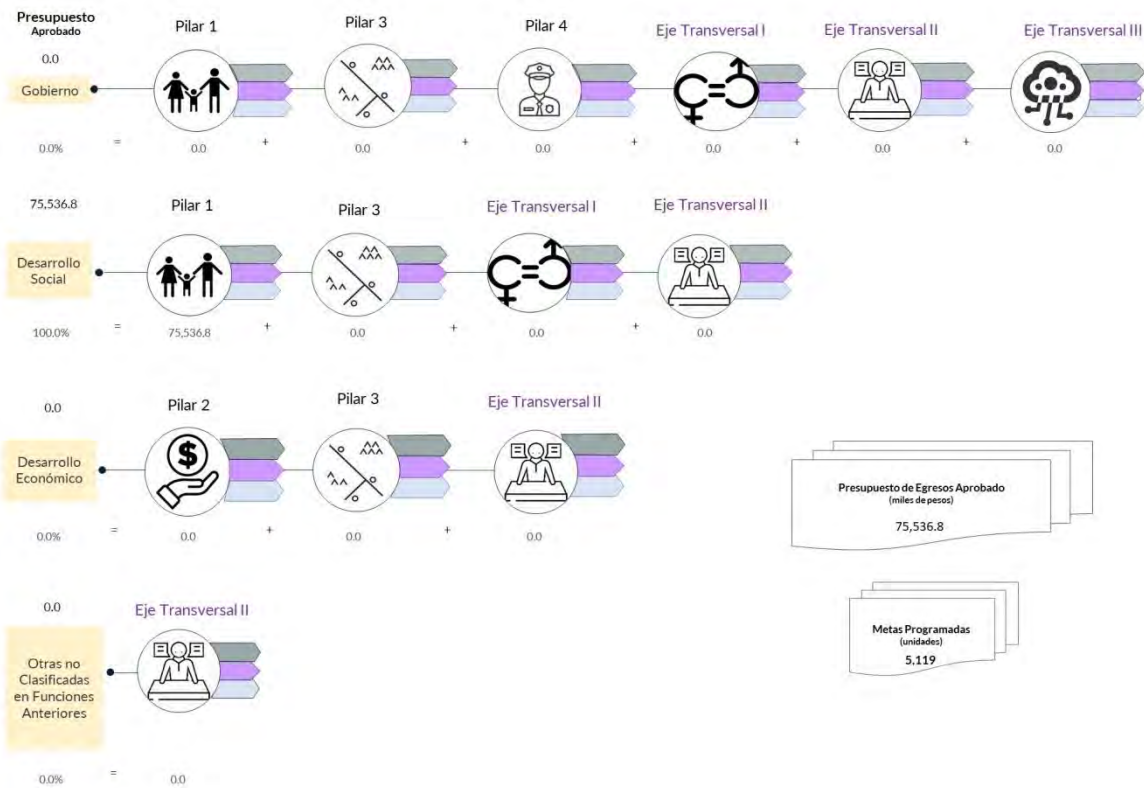 Presupuesto
Aprobado
0.0
Gobierno
Pilar 1
Pilar 3
Pilar 4
Eje Transversal I
Eje Transversal II
Eje Transversal III
0.0% = 0.0 + 0.0 + 0.0 + 0.0 + 0.0 + 0.0
75,536.8
Desarrollo
Social
Pilar 1
Pilar 3
Eje Transversal I
Eje Transversal II
100.0% = 75,536.8 + 0.0 + 0.0 + 0.0
0.0
Desarrollo
Económico
Pilar 2
Pilar 3
Eje Transversal II
0.0% = 0.0 + 0.0 + 0.0
Presupuesto de Egresos Aprobado
(miles de pesos)
75,536.8
Metas Programadas
(unidades)
5,119
0.0
Otras no
Clasificadas
en Funciones
Anteriores
Eje Transversal II
0.0% = 0.0